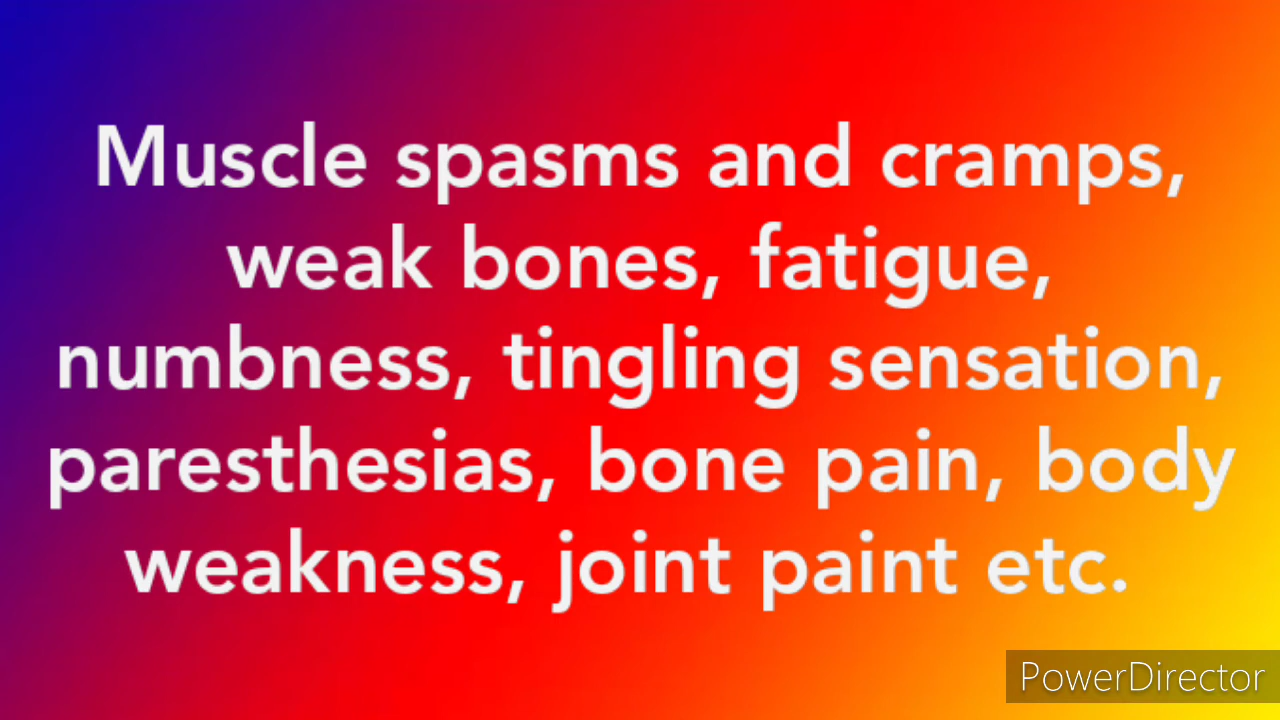 Muscle spasms and cramps,
weak bones, fatigue,
numbness, tingling sensation,
paresthesias, bone pain, body
weakness, joint paint etc.
PowerDirector